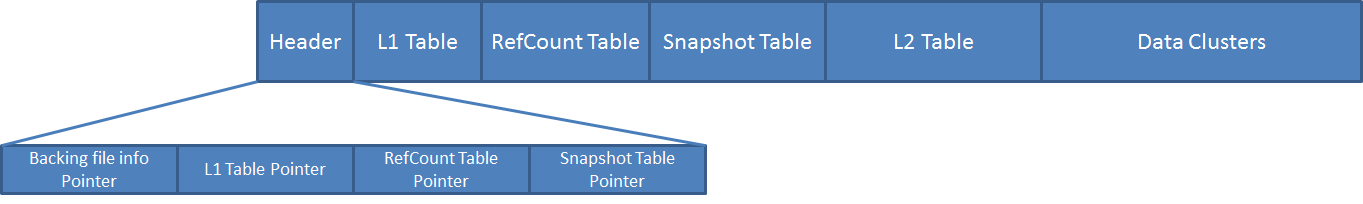 Header
L1 Table
RefCount Table
Snapshot Table
L2 Table
Data Clusters
Backing file info
Pointer
L1 Table Pointer
RefCount Table
Pointer
Snapshot Table
Pointer